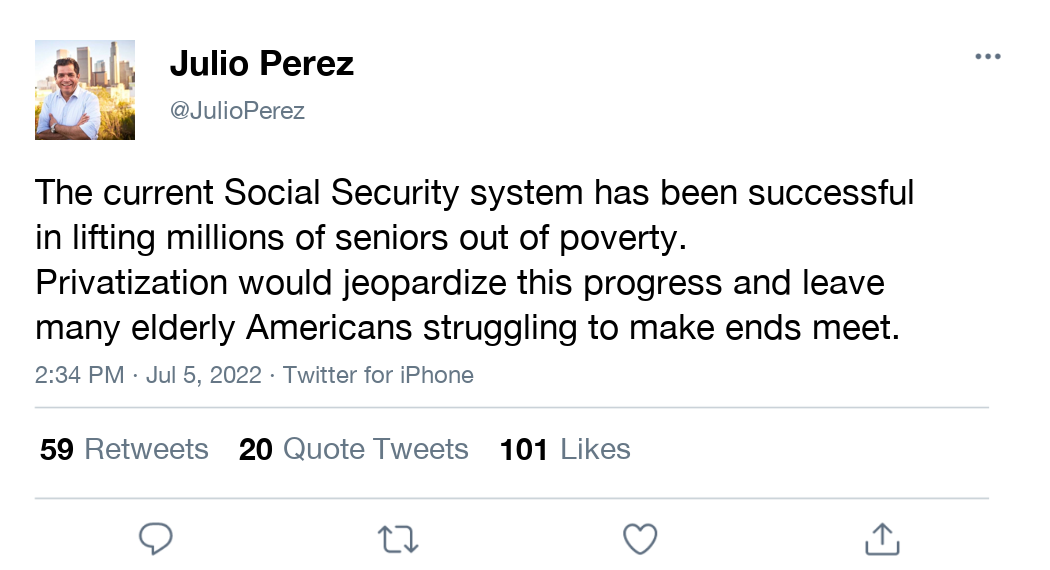 Julio Perez
@JulioPerez
The current Social Security system has been successful
in lifting millions of seniors out of poverty.
Privatization would jeopardize this progress and leave
many elderly Americans struggling to make ends meet.
2:34 PM · Jul 5, 2022 · Twitter for iPhone
59 Retweets 20 Quote Tweets 101 Likes